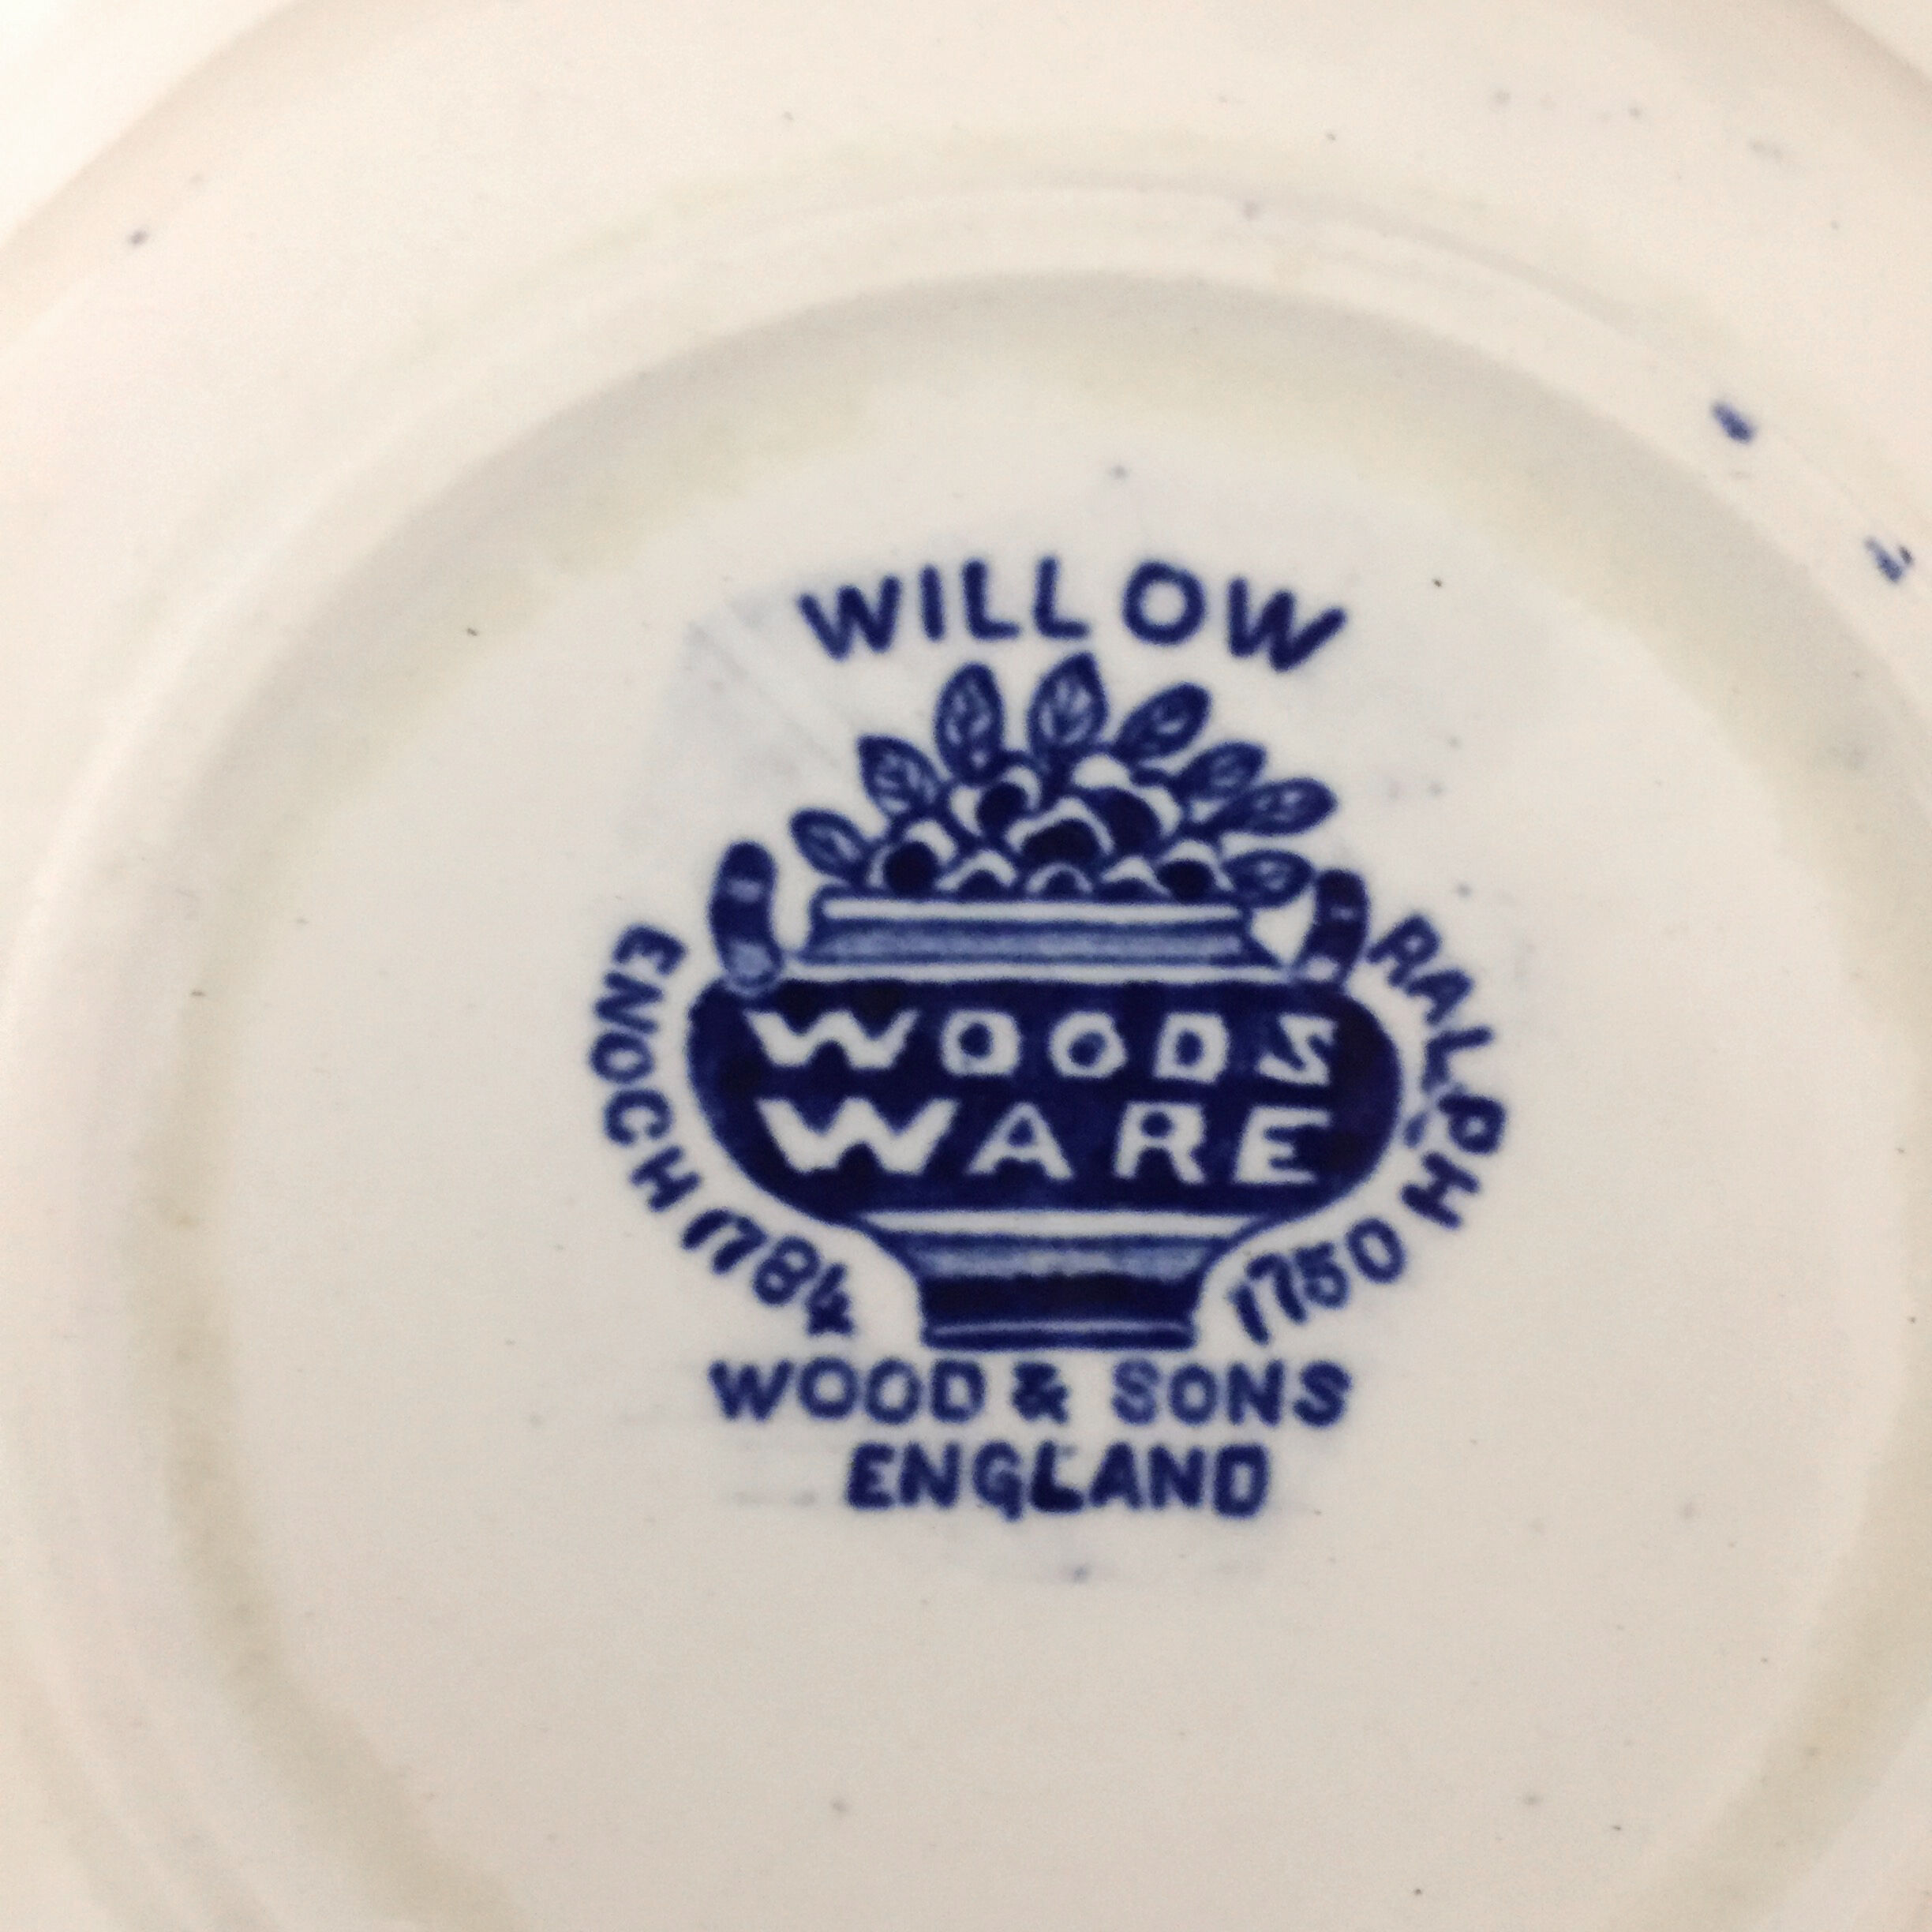 WILLOW
WOODS
WARE
ENOCH 1784
RALPH 1750
WOOD & SONS
ENGLAND